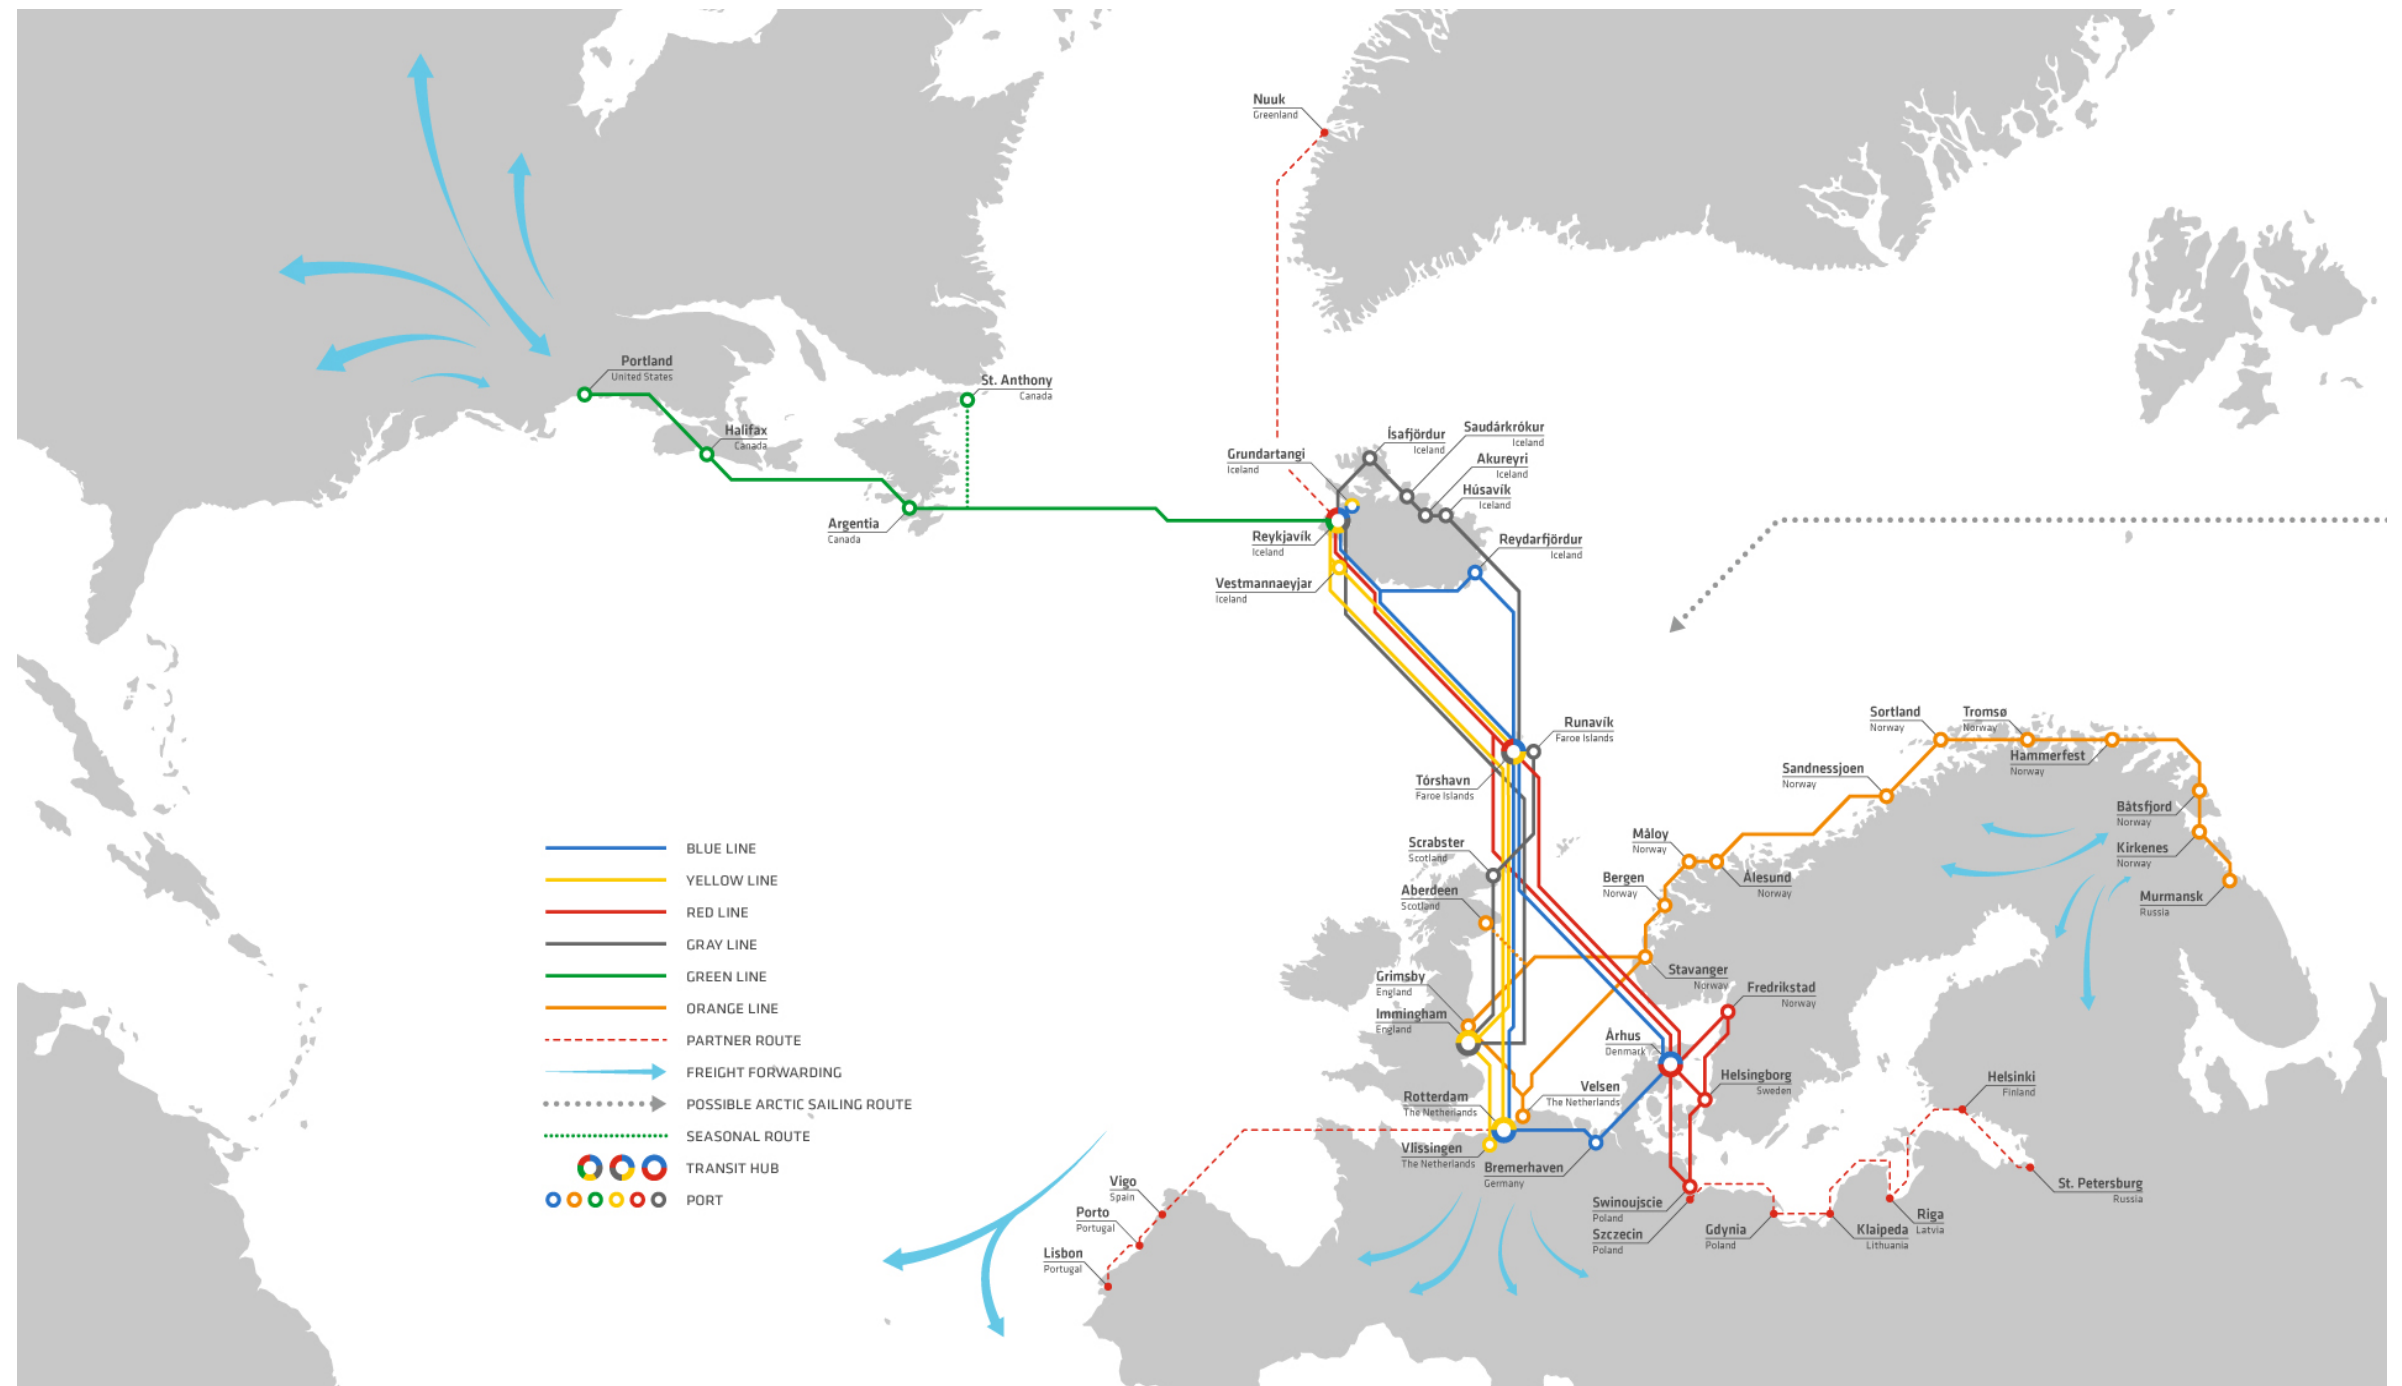 Nuuk
Greenland
Portland
United States
St. Anthony
Canada
Halifax
Canada
Argentia
Canada
Grundartangi
Iceland
Ísafjördur
Iceland
Saudárkrókur
Iceland
Akureyri
Iceland
Húsavík
Iceland
Reykjavík
Iceland
Reydarfjördur
Iceland
Vestmannaeyjar
Iceland
Runavík
Faroe Islands
Tórshavn
Faroe Islands
Sortland
Norway
Tromsø
Norway
Hammerfest
Norway
Sandnessjoen
Norway
Båtsfjord
Norway
Kirkenes
Norway
Murmansk
Russia
Måloy
Norway
Ålesund
Norway
Bergen
Norway
Scrabster
Scotland
Aberdeen
Scotland
Stavanger
Norway
Fredrikstad
Norway
Grimsby
England
Immingham
England
Århus
Denmark
Helsingborg
Sweden
Velsen
The Netherlands
Rotterdam
The Netherlands
Vlissingen
The Netherlands
Bremerhaven
Germany
Helsinki
Finland
St. Petersburg
Russia
Swinoujscie
Poland
Szczecin
Poland
Gdynia
Poland
Klaipeda
Lithuania
Riga
Latvia
Vigo
Spain
Porto
Portugal
Lisbon
Portugal
BLUE LINE
YELLOW LINE
RED LINE
GRAY LINE
GREEN LINE
ORANGE LINE
PARTNER ROUTE
FREIGHT FORWARDING
POSSIBLE ARCTIC SAILING ROUTE
SEASONAL ROUTE
TRANSIT HUB
PORT